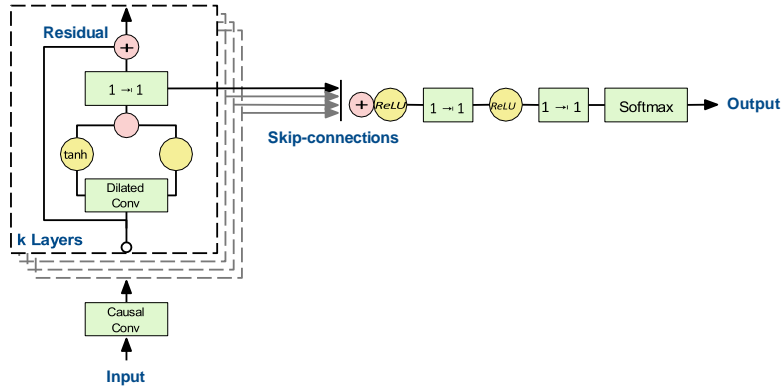 Residual
+
1 → 1
tanh
Dilated
Conv
k Layers
Causal
Conv
Input
Skip-connections
+
ReLU
1 → 1
ReLU
1 → 1
Softmax
Output